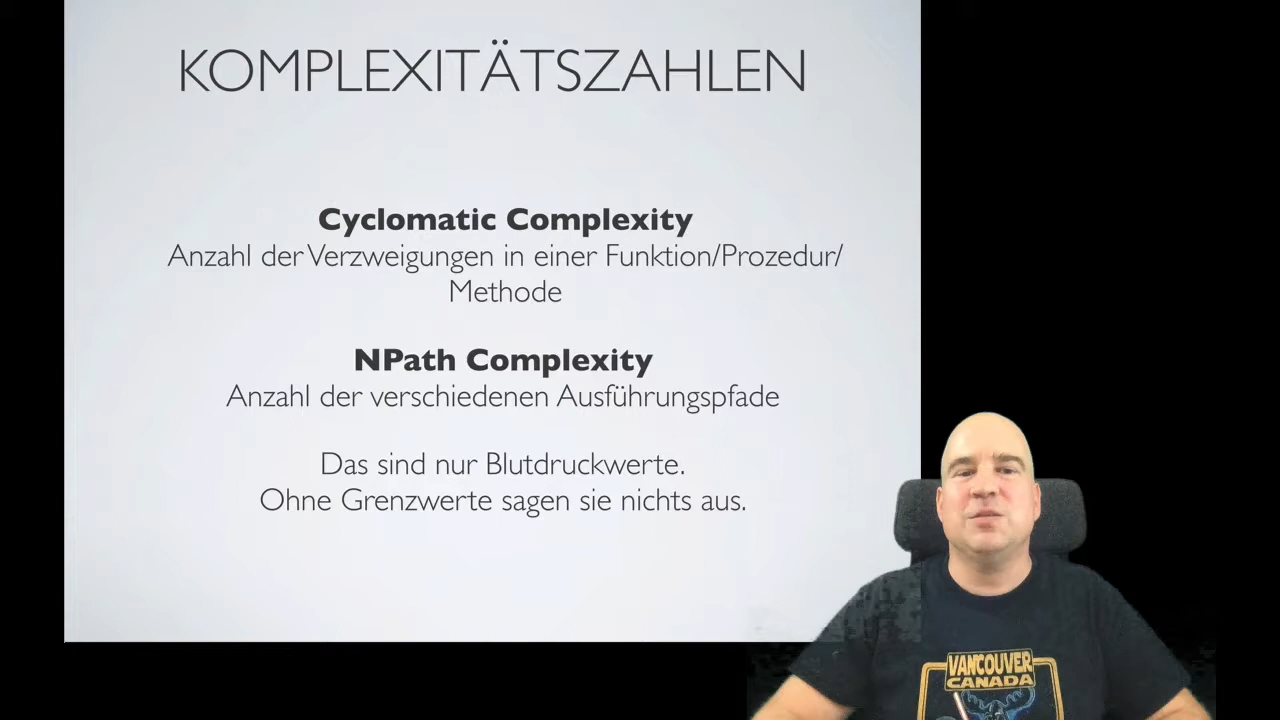 KOMPLEXITÄTSZAHLEN
Cyclomatic Complexity
Anzahl der Verzweigungen in einer Funktion/Prozedur/
Methode
NPath Complexity
Anzahl der verschiedenen Ausführungspfade
Das sind nur Blutdruckwerte.
Ohne Grenzwerte sagen sie nichts aus.
VANCOUVER
CANADA